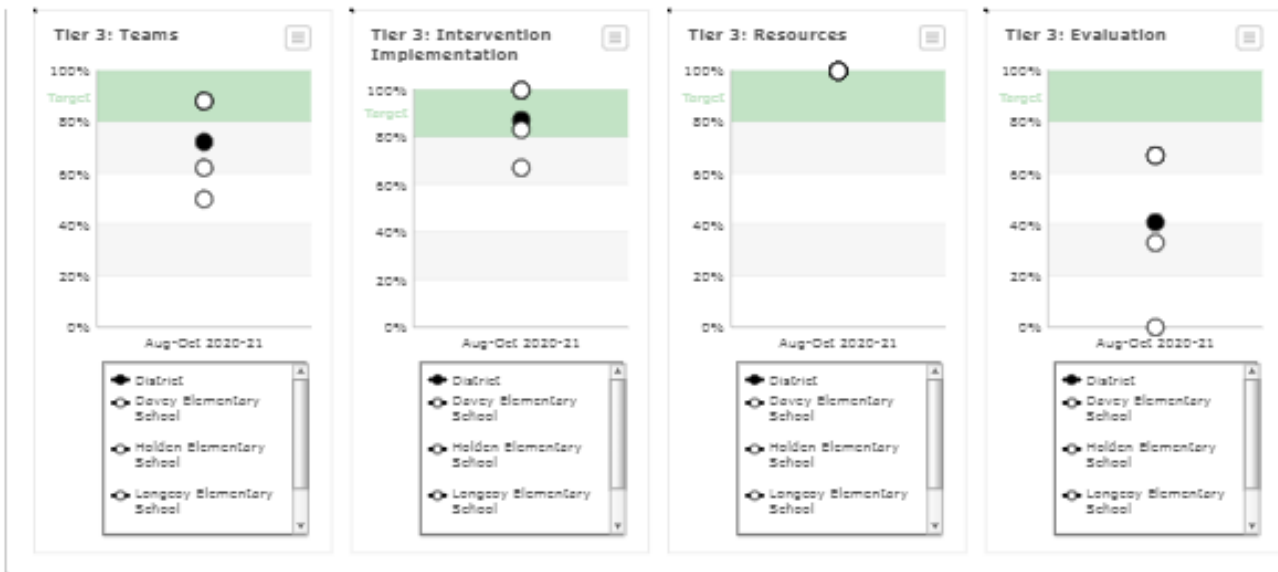 Tier 3: Teams
100%
Target
80%
60%
40%
20%
0%
Aug-Oct 2020-21
District
Davey Elementary
School
Holden Elementary
School
Longcoy Elementary
School
Tier 3: Intervention
Implementation
100%
Target
80%
60%
40%
20%
0%
Aug-Oct 2020-21
District
Davey Elementary
School
Holden Elementary
School
Longcoy Elementary
School
Tier 3: Resources
100%
Target
80%
60%
40%
20%
0%
Aug-Oct 2020-21
District
Davey Elementary
School
Holden Elementary
School
Longcoy Elementary
School
Tier 3: Evaluation
100%
Target
80%
60%
40%
20%
0%
Aug-Oct 2020-21
District
Davey Elementary
School
Holden Elementary
School
Longcoy Elementary
School